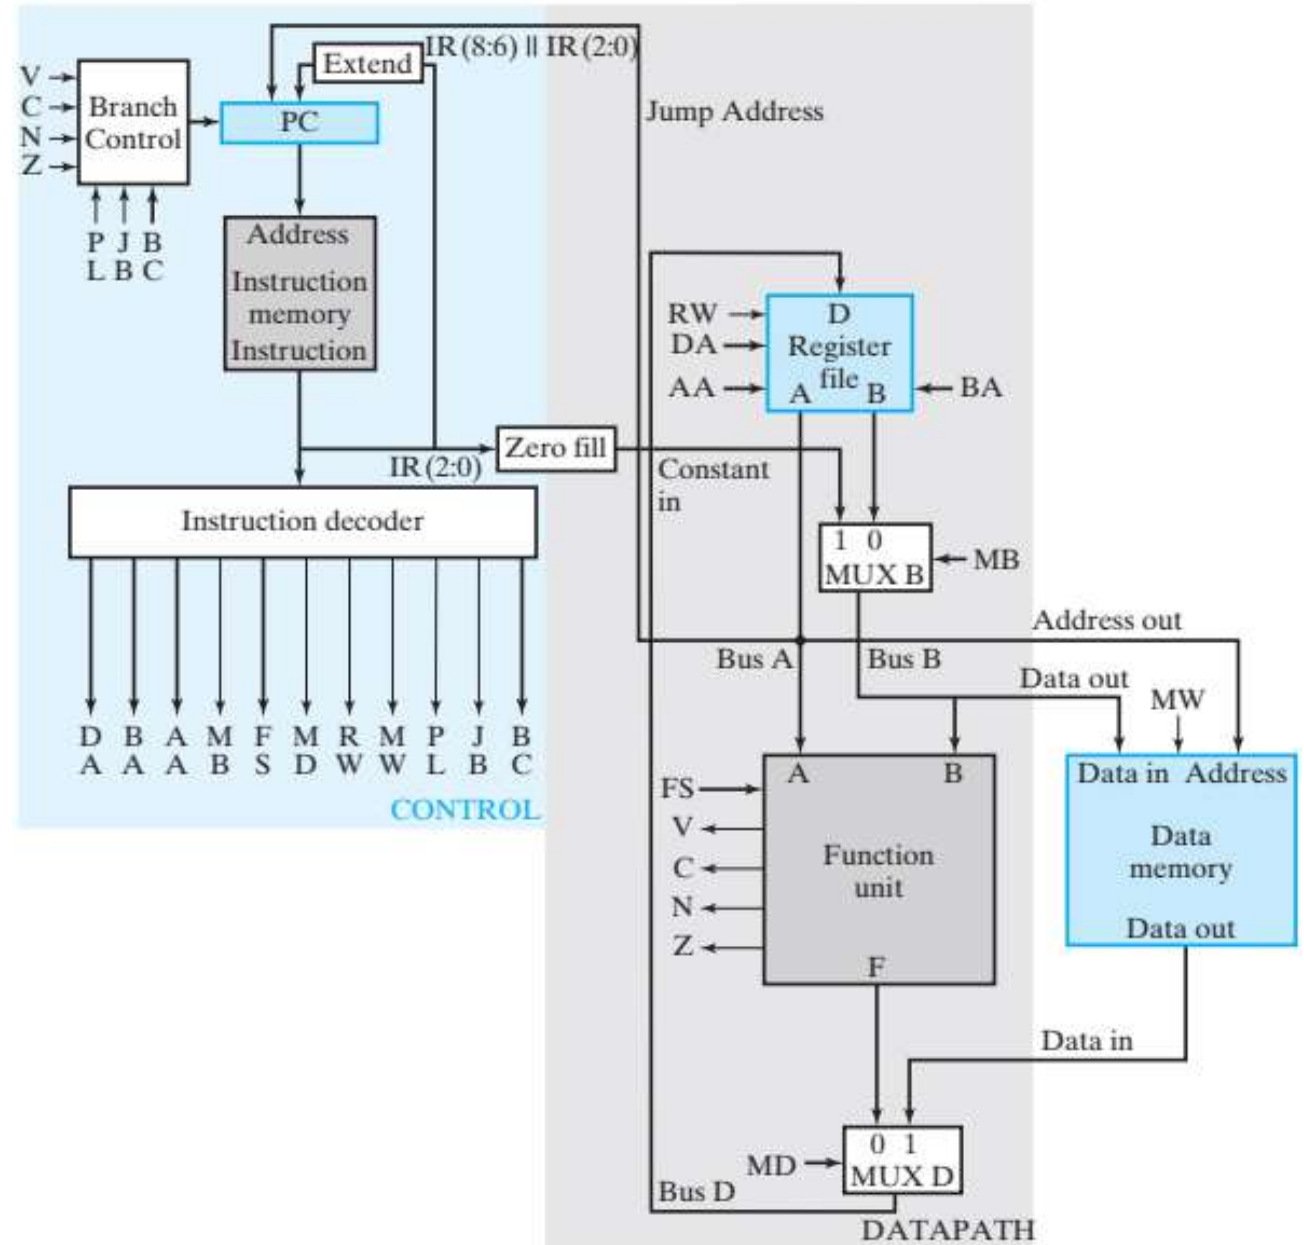 IR (8:6) || IR (2:0)
Extend
V
C
N
Z
Branch
Control
PC
Jump Address
P J B
L B C
Address
Instruction
memory
Instruction
RW
DA
AA
D
Register
file
A B
BA
IR (2:0)
Zero fill
Constant
in
Instruction decoder
1 0
MUX B
MB
Address out
Bus A
Bus B
Data out
MW
D B A M F M R M P J B
A A A B S D W W L B C
CONTROL
FS
V
C
N
Z
A B
Function
unit
F
Data in Address
Data
memory
Data out
Data in
0 1
MUX D
MD
Bus D
DATAPATH